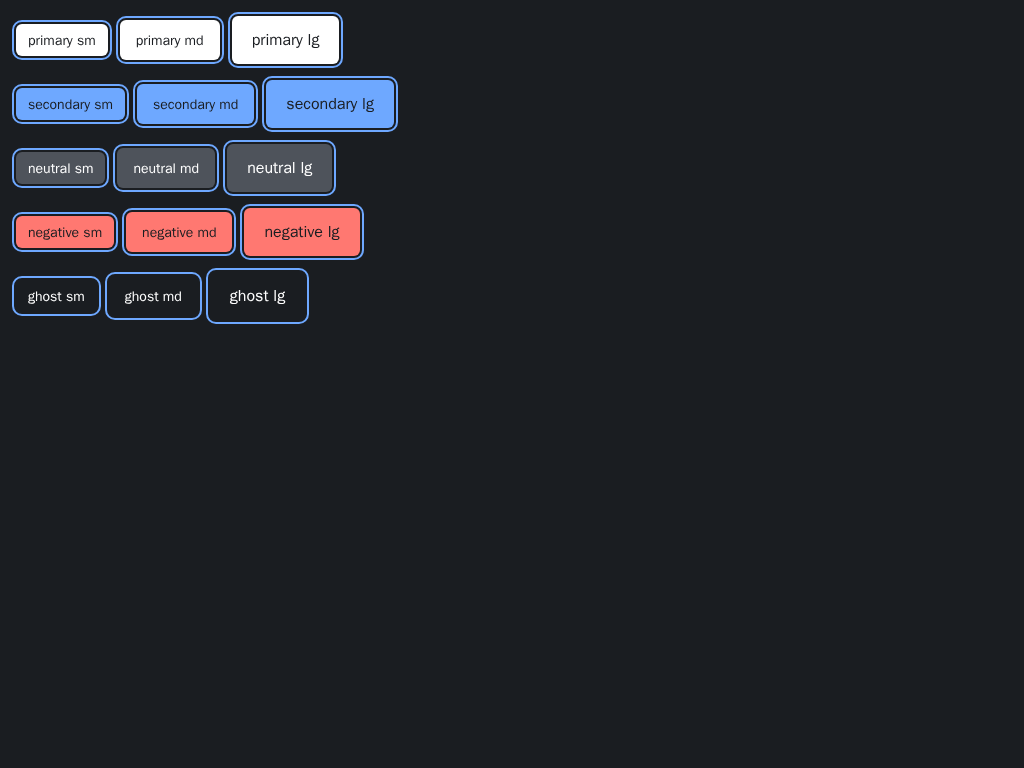 primary sm primary md primary lg
secondary sm secondary md secondary lg
neutral sm neutral md neutral lg
negative sm negative md negative lg
ghost sm ghost md ghost lg